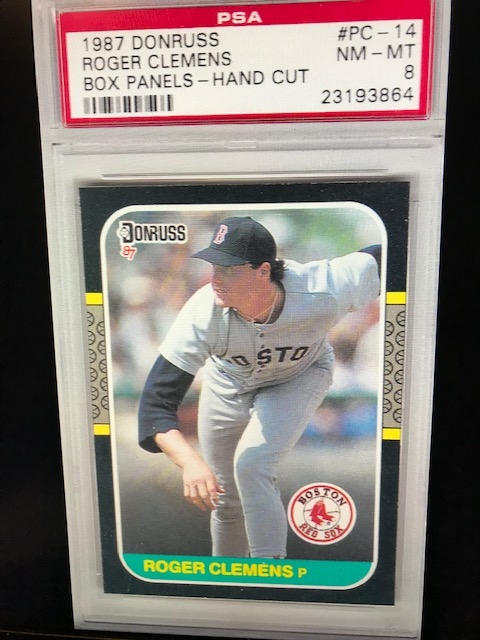 PSA
1987 DONRUSS #PC-14
ROGER CLEMENS NM-MT
BOX PANELS-HAND CUT 8
23193864
DONRUSS
87
B
OSTO
BOSTON
RED SOX
ROGER CLEMENS P